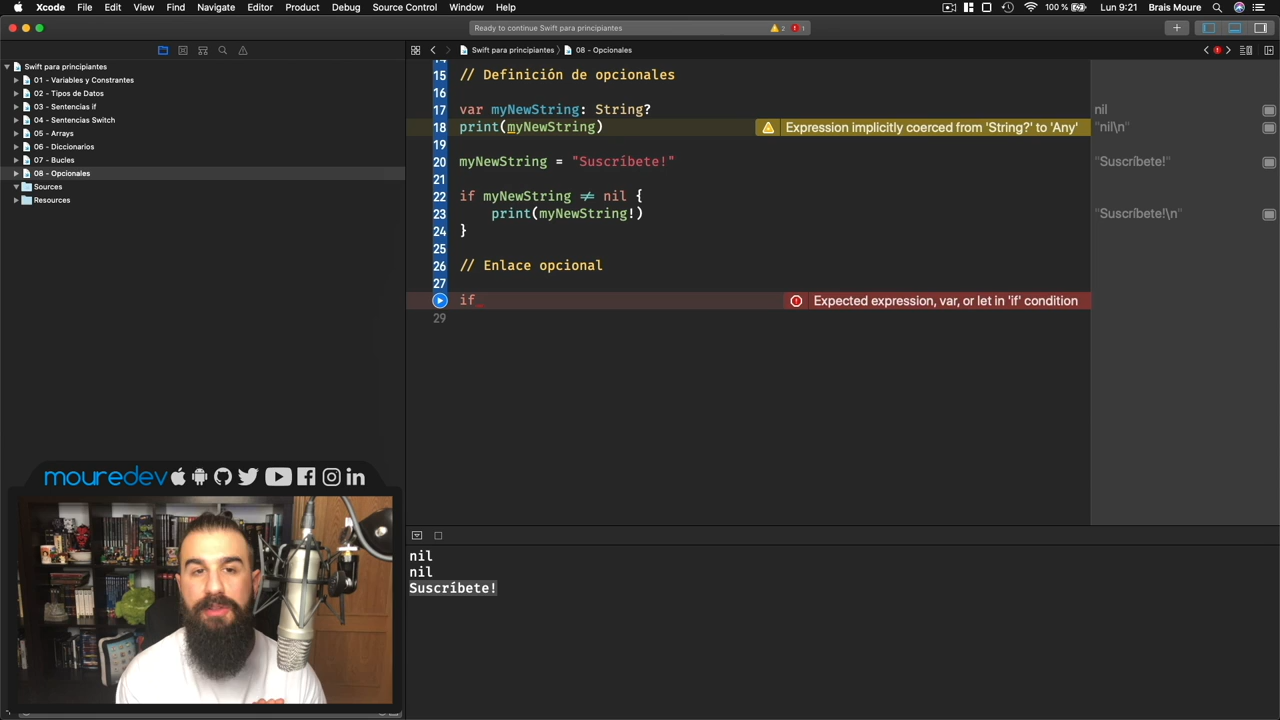 Xcode File Edit View Find Navigate Editor Product Debug Source Control Window Help 100 % Lun 9:21 Brais Moure
Ready to continue Swift para principiantes 2 1
Swift para principiantes 08 - Opcionales
Swift para principiantes
01 - Variables y Constrantes
02 - Tipos de Datos
03 - Sentencias if
04 - Sentencias Switch
05 - Arrays
06 - Diccionarios
07 - Bucles
08 - Opcionales
Sources
Resources
14
15 // Definición de opcionales
16
17 var myNewString: String? nil
18 print(myNewString) Expression implicitly coerced from 'String?' to 'Any' "nil\n"
19
20 myNewString = "Suscríbete!" "Suscríbete!"
21
22 if myNewString ≠ nil {
23 print(myNewString!) "Suscríbete!\n"
24 }
25
26 // Enlace opcional
27
if Expected expression, var, or let in 'if' condition
29
mouredev
nil
nil
Suscríbete!